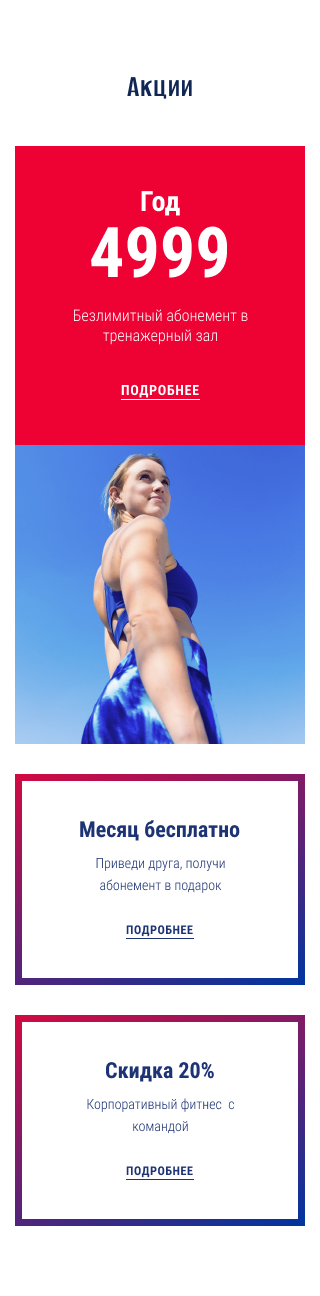 Акции
Год
4999
Безлимитный абонемент в
тренажерный зал
ПОДРОБНЕЕ
Месяц бесплатно
Приведи друга, получи
абонемент в подарок
ПОДРОБНЕЕ
Скидка 20%
Корпоративный фитнес с
командой
ПОДРОБНЕЕ